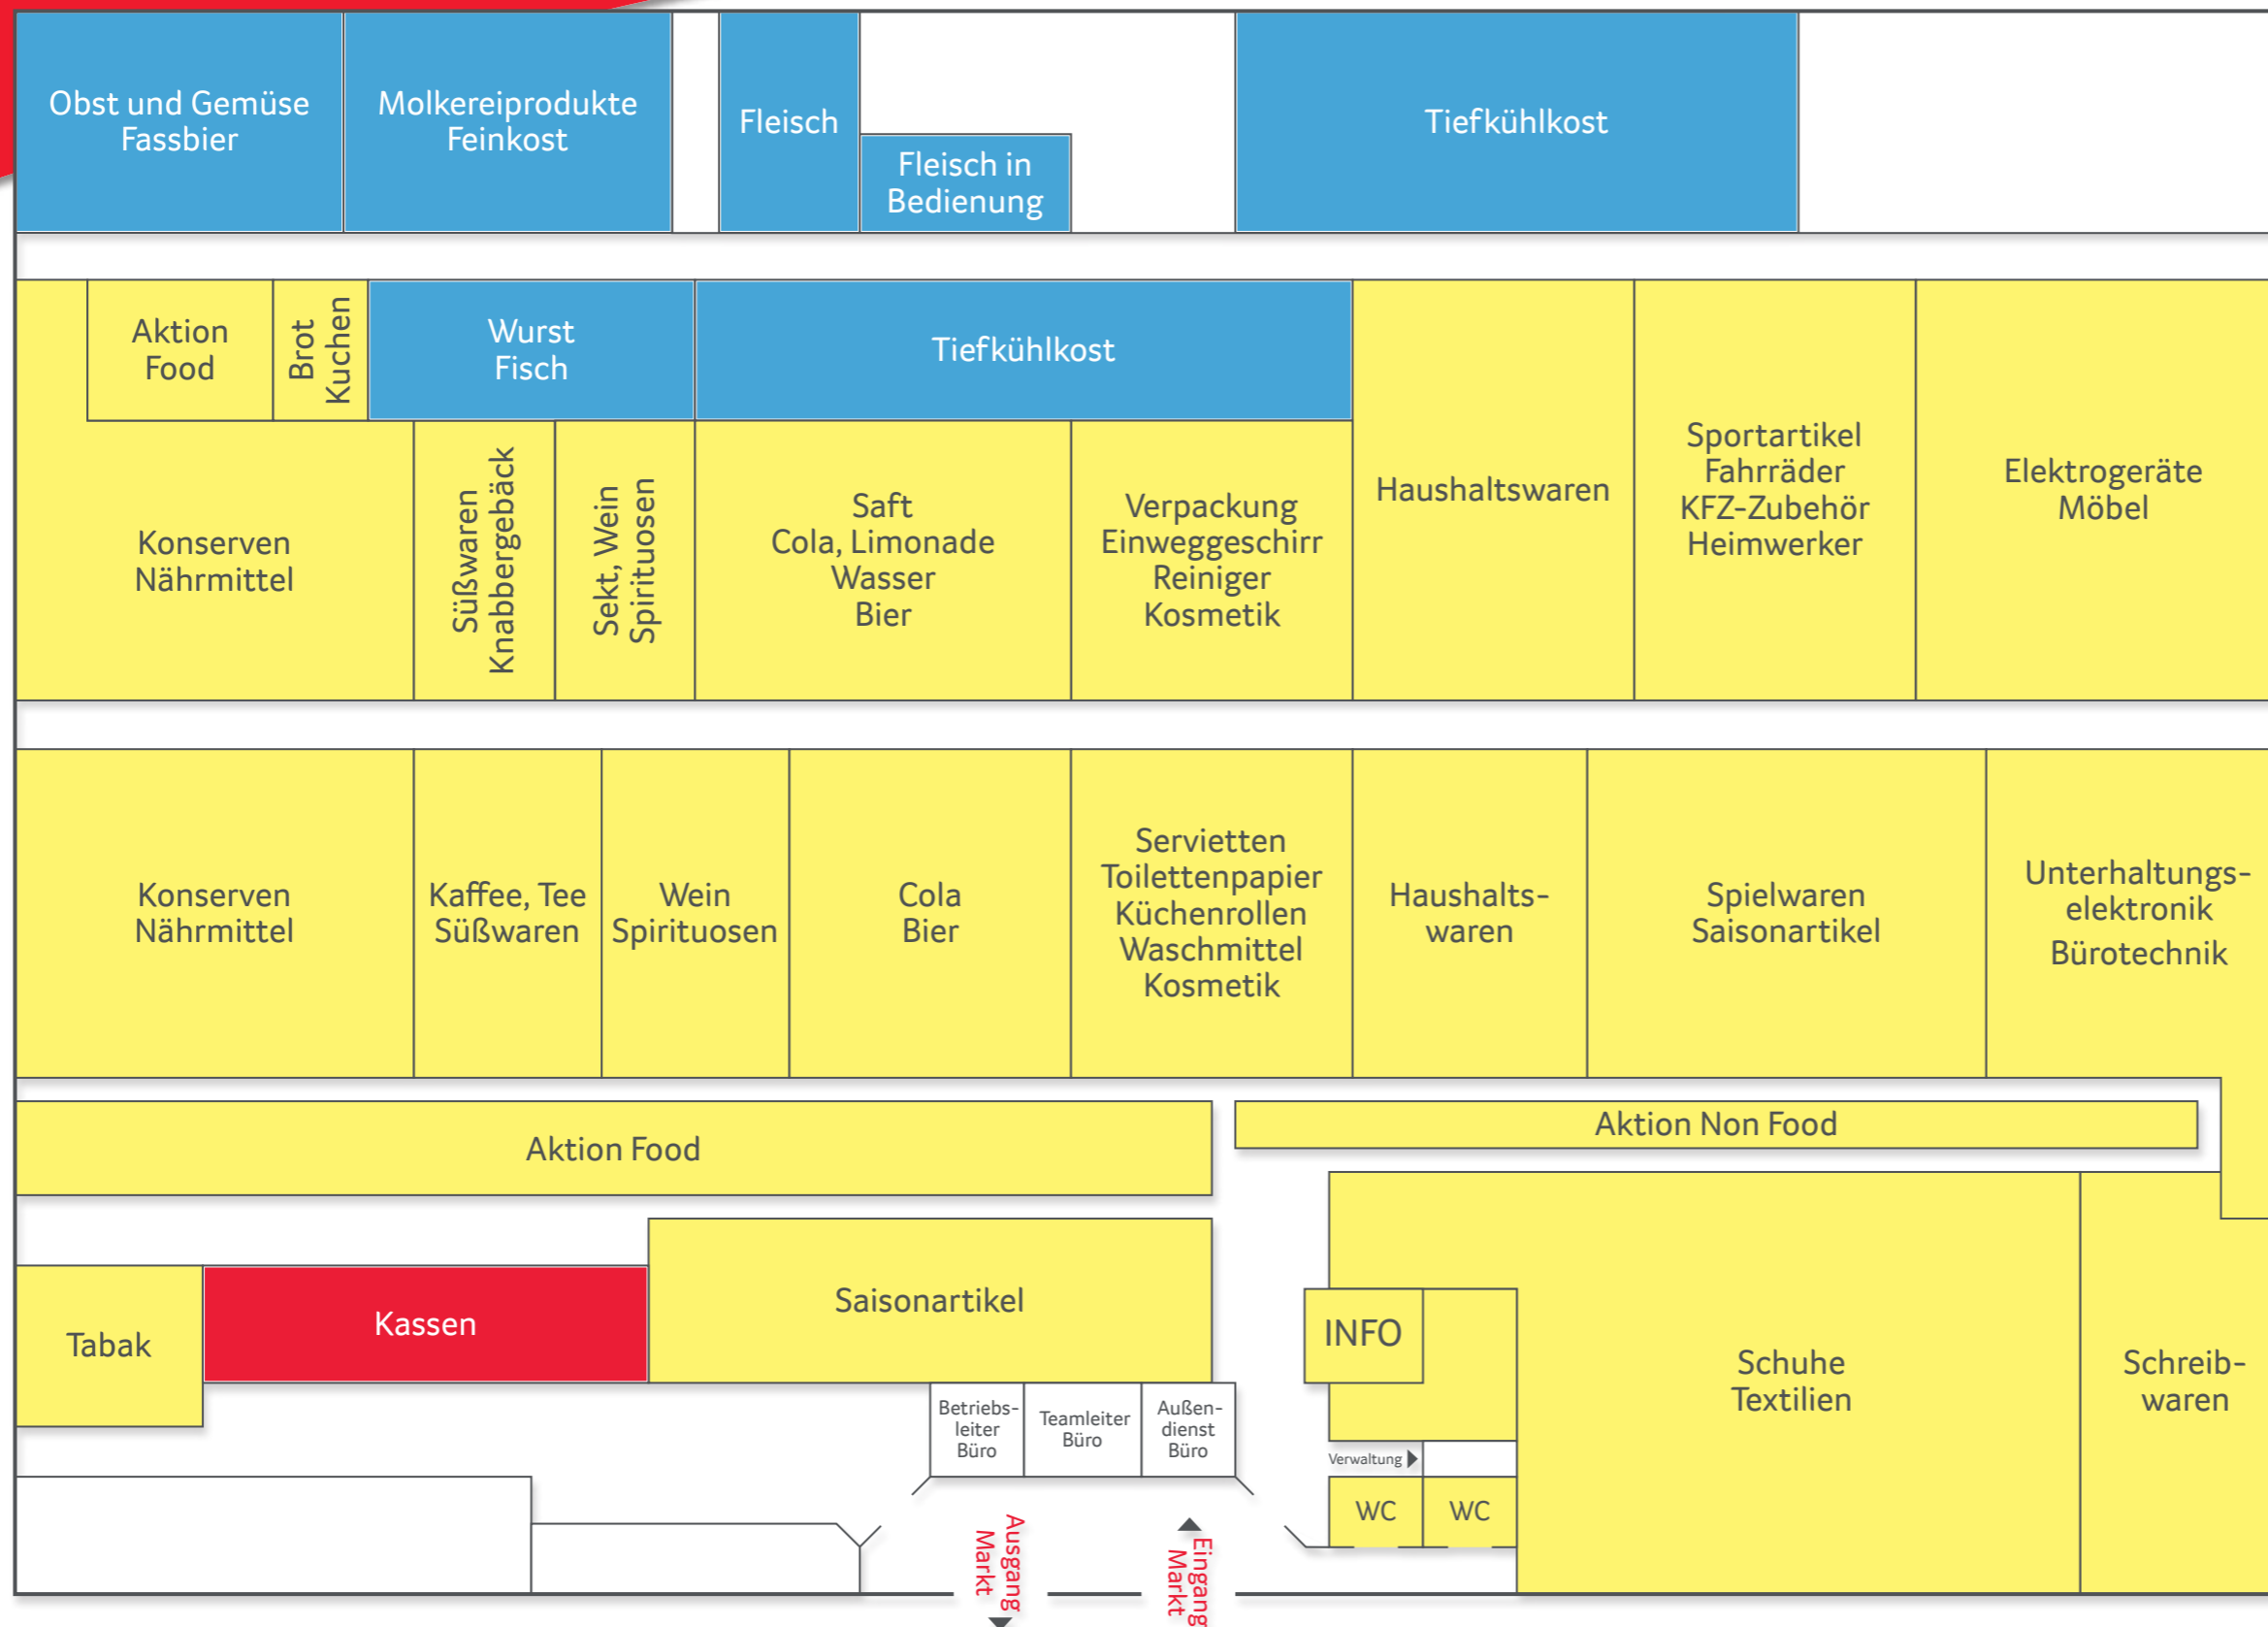 Obst und Gemüse
Fassbier
Molkereiprodukte
Feinkost
Fleisch
Fleisch in
Bedienung
Tiefkühlkost
Aktion
Food
Brot
Kuchen
Wurst
Fisch
Tiefkühlkost
Konserven
Nährmittel
Süßwaren
Knabbergebäck
Sekt, Wein
Spirituosen
Saft
Cola, Limonade
Wasser
Bier
Verpackung
Einweggeschirr
Reiniger
Kosmetik
Haushaltswaren
Sportartikel
Fahrräder
KFZ-Zubehör
Heimwerker
Elektrogeräte
Möbel
Konserven
Nährmittel
Kaffee, Tee
Süßwaren
Wein
Spirituosen
Cola
Bier
Servietten
Toilettenpapier
Küchenrollen
Waschmittel
Kosmetik
Haushalts-
waren
Spielwaren
Saisonartikel
Unterhaltungs-
elektronik
Bürotechnik
Aktion Food
Aktion Non Food
Tabak
Kassen
Saisonartikel
INFO
Schuhe
Textilien
Schreib-
waren
Betriebs-
leiter
Büro
Teamleiter
Büro
Außen-
dienst
Büro
Verwaltung
WC
WC
Ausgang
Markt
Eingang
Markt